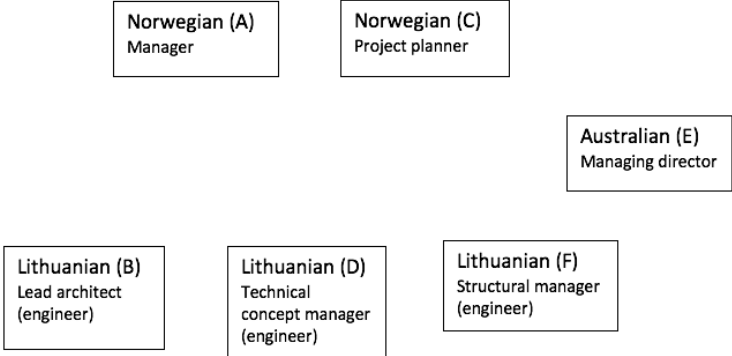 Norwegian (A)
Manager
Norwegian (C)
Project planner
Australian (E)
Managing director
Lithuanian (B)
Lead architect
(engineer)
Lithuanian (D)
Technical
concept manager
(engineer)
Lithuanian (F)
Structural manager
(engineer)